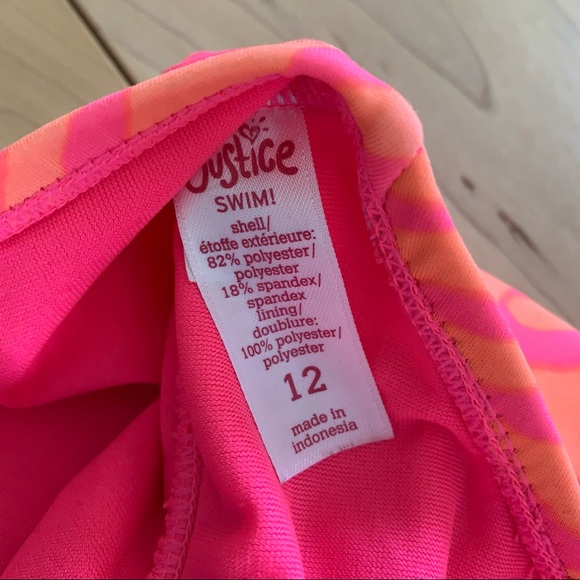 Justice
SWIM!
shell/
étoffe extérieure:
82% polyester/
polyester
18% spandex/
spandex
lining/
doublure:
100% polyester/
polyester
12
made in
indonesia